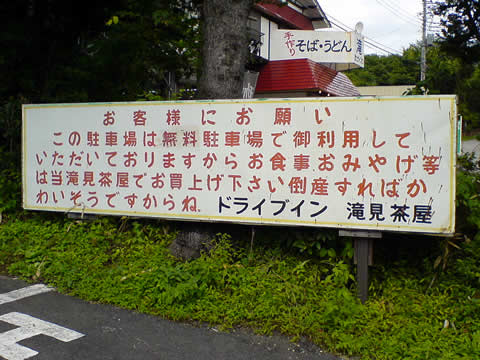 手作り そば・うどん 滝
お客様にお願い
この駐車場は無料駐車場で御利用して
いただいておりますからお食事おみやげ等
は当滝見茶屋でお買上げ下さい倒産すればか
わいそうですからね。ドライブイン 滝見茶屋